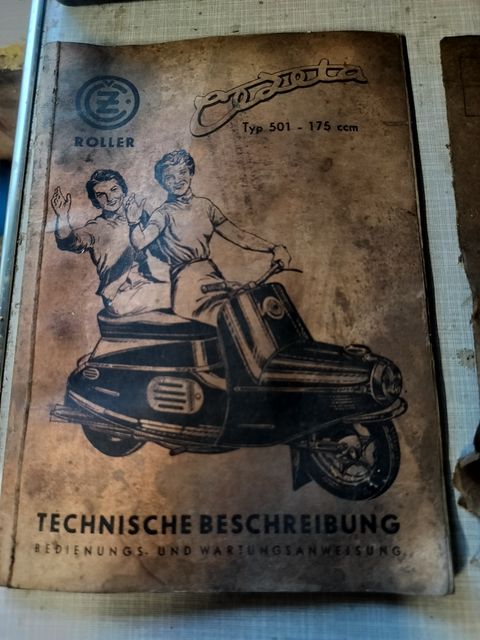 ČZ
ROLLER
Čezeta
Typ 501 - 175 ccm
TECHNISCHE BESCHREIBUNG
BEDIENUNGS- UND WARTUNGSANWEISUNG